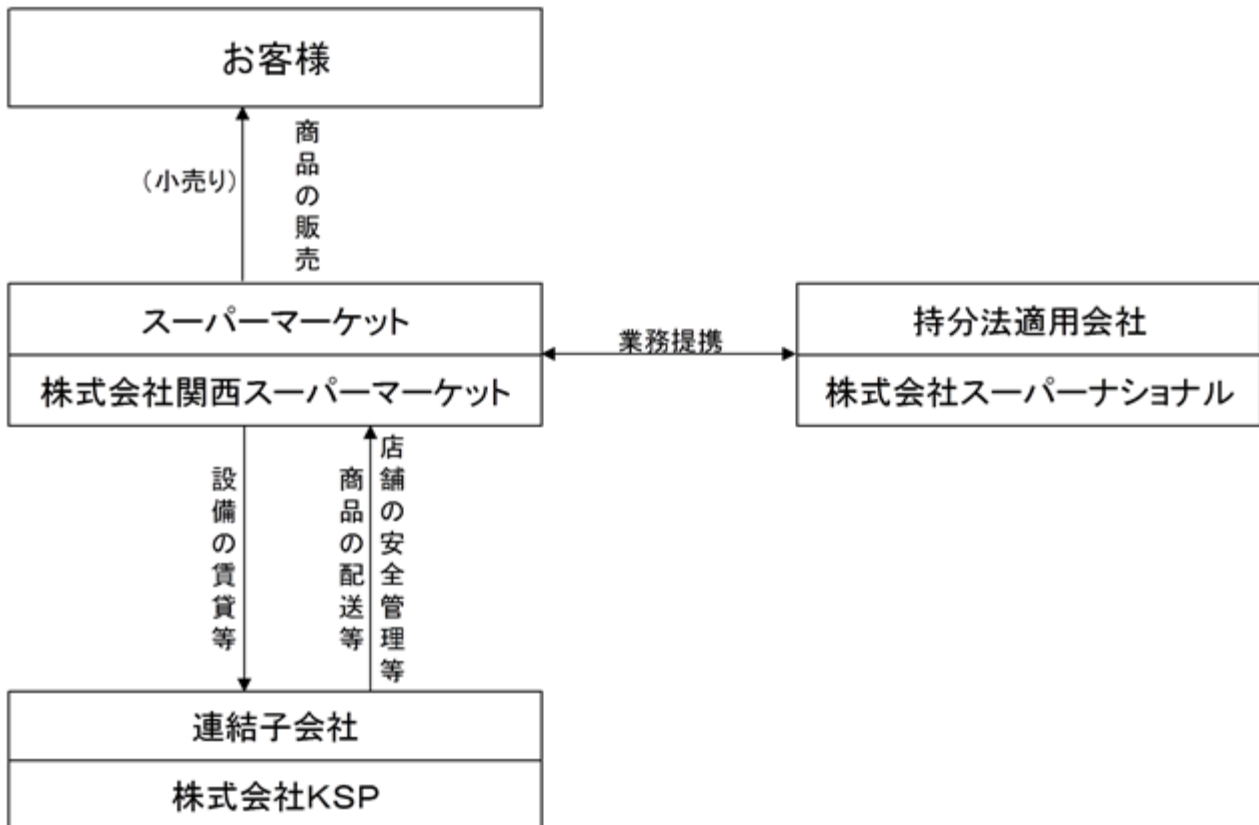 お客様
（小売り）
商品の販売
スーパーマーケット
株式会社関西スーパーマーケット
業務提携
持分法適用会社
株式会社スーパーナショナル
設備の賃貸等
商品の配送等
店舗の安全管理等
連結子会社
株式会社KSP